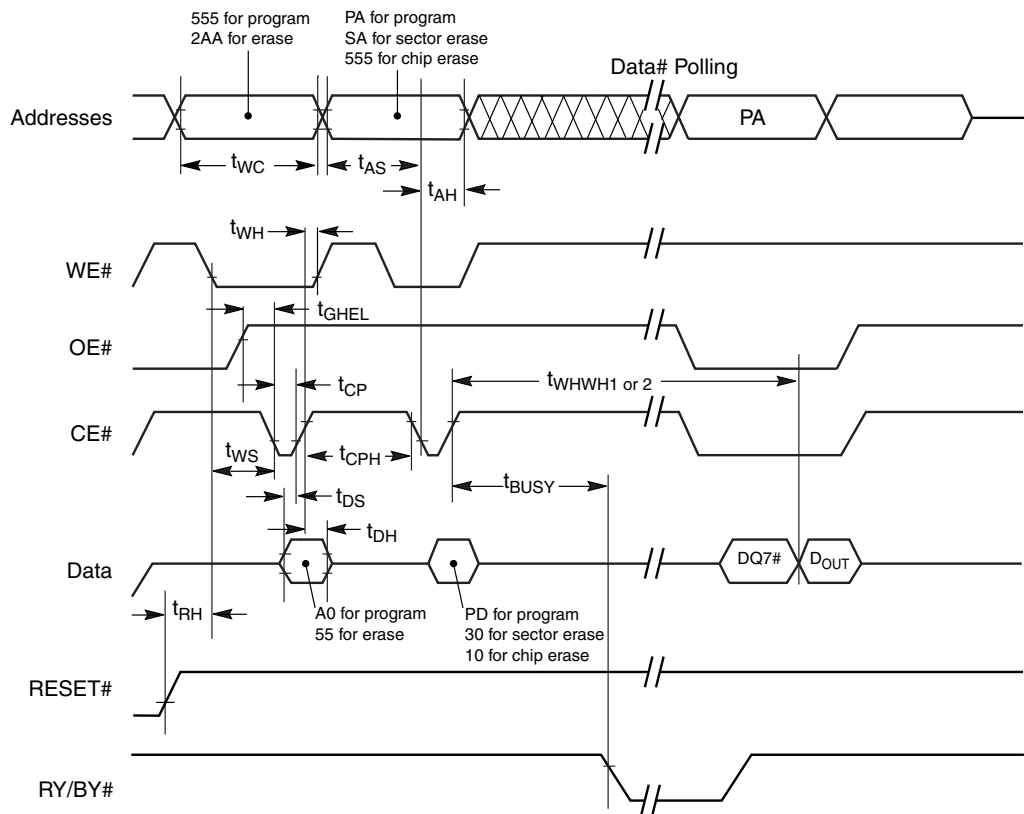 555 for program
2AA for erase
PA for program
SA for sector erase
555 for chip erase
Data# Polling
Addresses
PA
tWC
tAS
tAH
tWH
WE#
tGHEL
OE#
tWHWH1 or 2
tCP
CE#
tWS
tCPH
tBUSY
tDS
tDH
Data
DQ7#
DOUT
tRH
A0 for program
55 for erase
PD for program
30 for sector erase
10 for chip erase
RESET#
RY/BY#